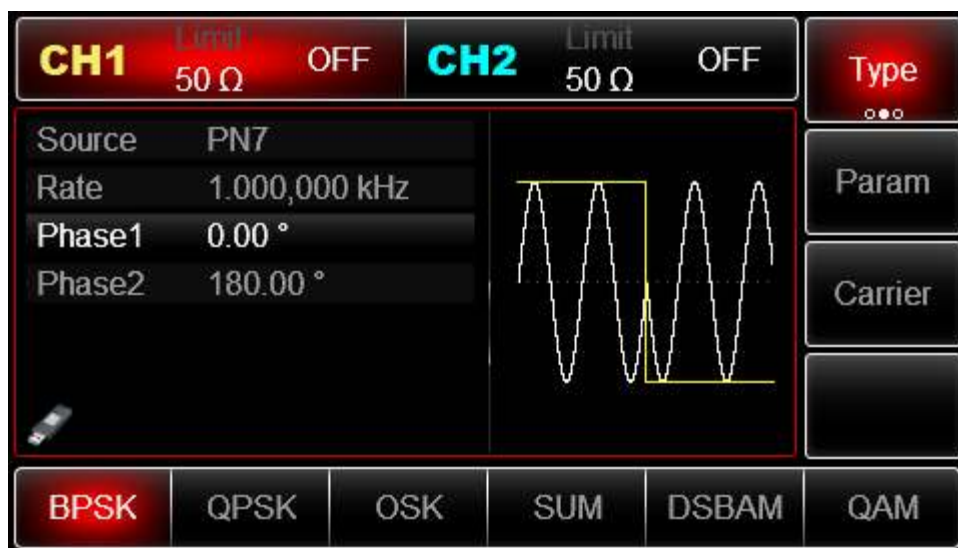 CH1 Limit 50 Ω OFF CH2 Limit 50 Ω OFF Type
Source PN7
Rate 1.000,000 kHz Param
Phase1 0.00 °
Phase2 180.00 ° Carrier
BPSK QPSK OSK SUM DSBAM QAM